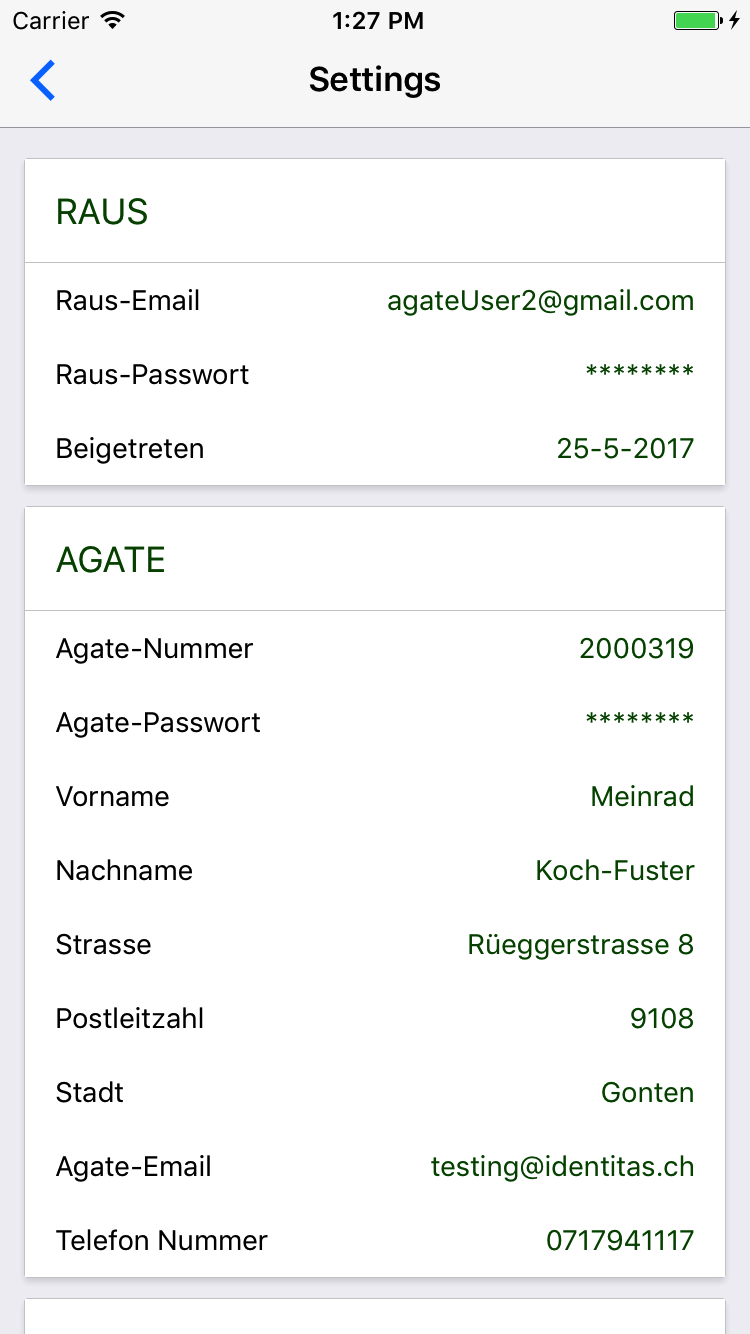 Carrier 1:27 PM
Settings
RAUS
Raus-Email agateUser2@gmail.com
Raus-Passwort ********
Beigetreten 25-5-2017
AGATE
Agate-Nummer 2000319
Agate-Passwort ********
Vorname Meinrad
Nachname Koch-Fuster
Strasse Rüeggerstrasse 8
Postleitzahl 9108
Stadt Gonten
Agate-Email testing@identitas.ch
Telefon Nummer 0717941117